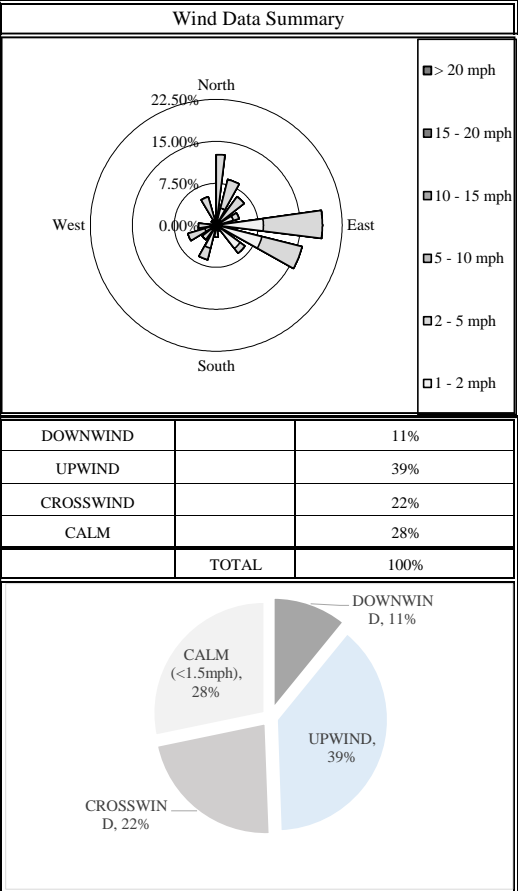 Wind Data Summary
North
22.50%
15.00%
7.50%
0.00%
West
East
South
> 20 mph
15 - 20 mph
10 - 15 mph
5 - 10 mph
2 - 5 mph
1 - 2 mph
DOWNWIND 11%
UPWIND 39%
CROSSWIND 22%
CALM 28%
TOTAL 100%
DOWNWIN
D, 11%
CALM
(<1.5mph),
28%
UPWIND,
39%
CROSSWIN
D, 22%